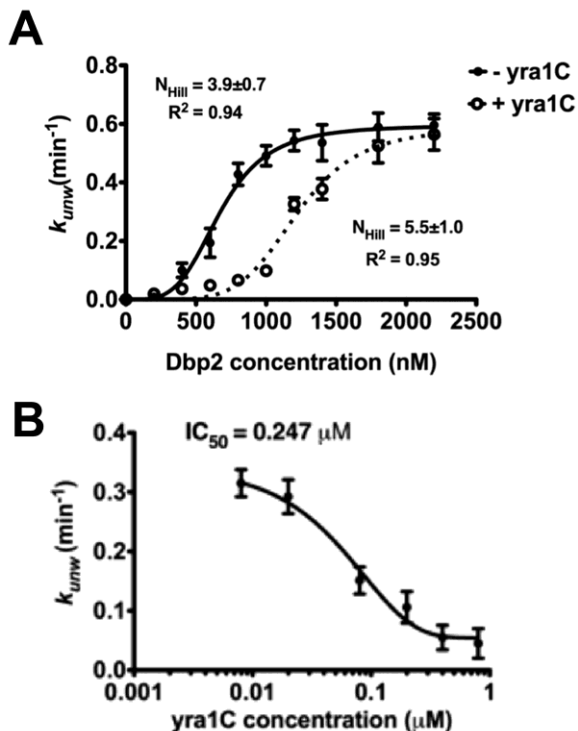 A
0.8
0.6
0.4
0.2
0.0
k_unw (min⁻¹)
N_Hill = 3.9±0.7
R² = 0.94
- yra1C
+ yra1C
N_Hill = 5.5±1.0
R² = 0.95
0 500 1000 1500 2000 2500
Dbp2 concentration (nM)
B
IC₅₀ = 0.247 μM
0.4
0.3
0.2
0.1
0.0
k_unw (min⁻¹)
0.001 0.01 0.1 1
yra1C concentration (μM)